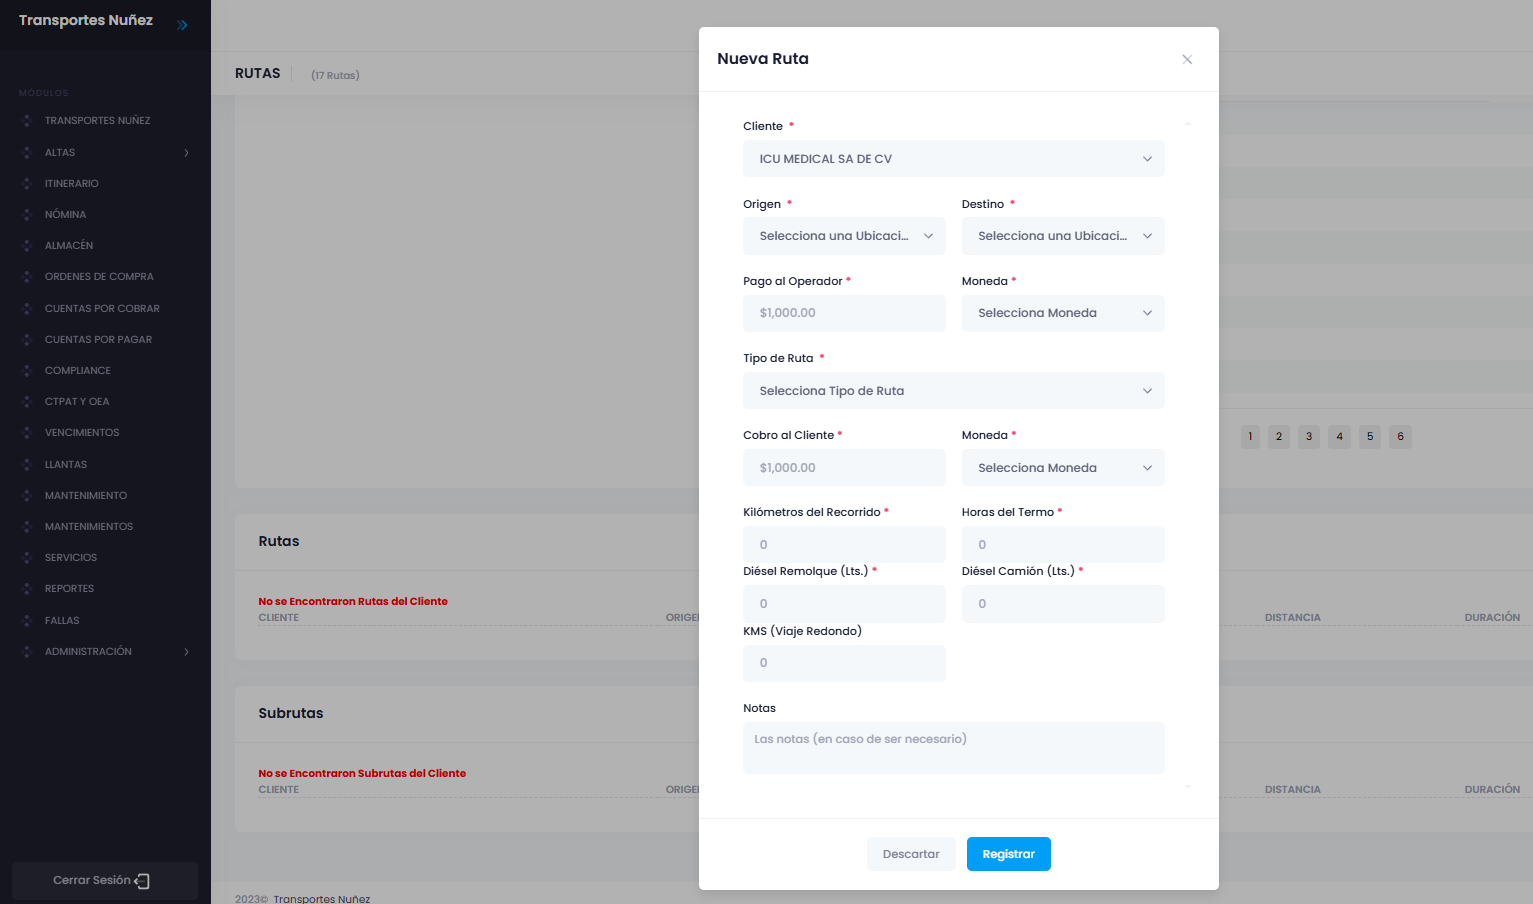 Transportes Nuñez
MÓDULOS
TRANSPORTES NUÑEZ
ALTAS
ITINERARIO
NÓMINA
ALMACÉN
ORDENES DE COMPRA
CUENTAS POR COBRAR
CUENTAS POR PAGAR
COMPLIANCE
CTPAT Y OEA
VENCIMIENTOS
LLANTAS
MANTENIMIENTO
MANTENIMIENTOS
SERVICIOS
REPORTES
FALLAS
ADMINISTRACIÓN
Cerrar Sesión
RUTAS (17 Rutas)
1 2 3 4 5 6
Rutas
No se Encontraron Rutas del Cliente
CLIENTE ORIGE DISTANCIA DURACIÓN
Subrutas
No se Encontraron Subrutas del Cliente
CLIENTE ORIGE DISTANCIA DURACIÓN
2023© Transportes Nuñez
Nueva Ruta
Cliente *
ICU MEDICAL SA DE CV
Origen * Destino *
Selecciona una Ubicaci... Selecciona una Ubicaci...
Pago al Operador * Moneda *
$1,000.00 Selecciona Moneda
Tipo de Ruta *
Selecciona Tipo de Ruta
Cobro al Cliente * Moneda *
$1,000.00 Selecciona Moneda
Kilómetros del Recorrido * Horas del Termo *
0 0
Diésel Remolque (Lts.) * Diésel Camión (Lts.) *
0 0
KMS (Viaje Redondo)
0
Notas
Las notas (en caso de ser necesario)
Descartar Registrar